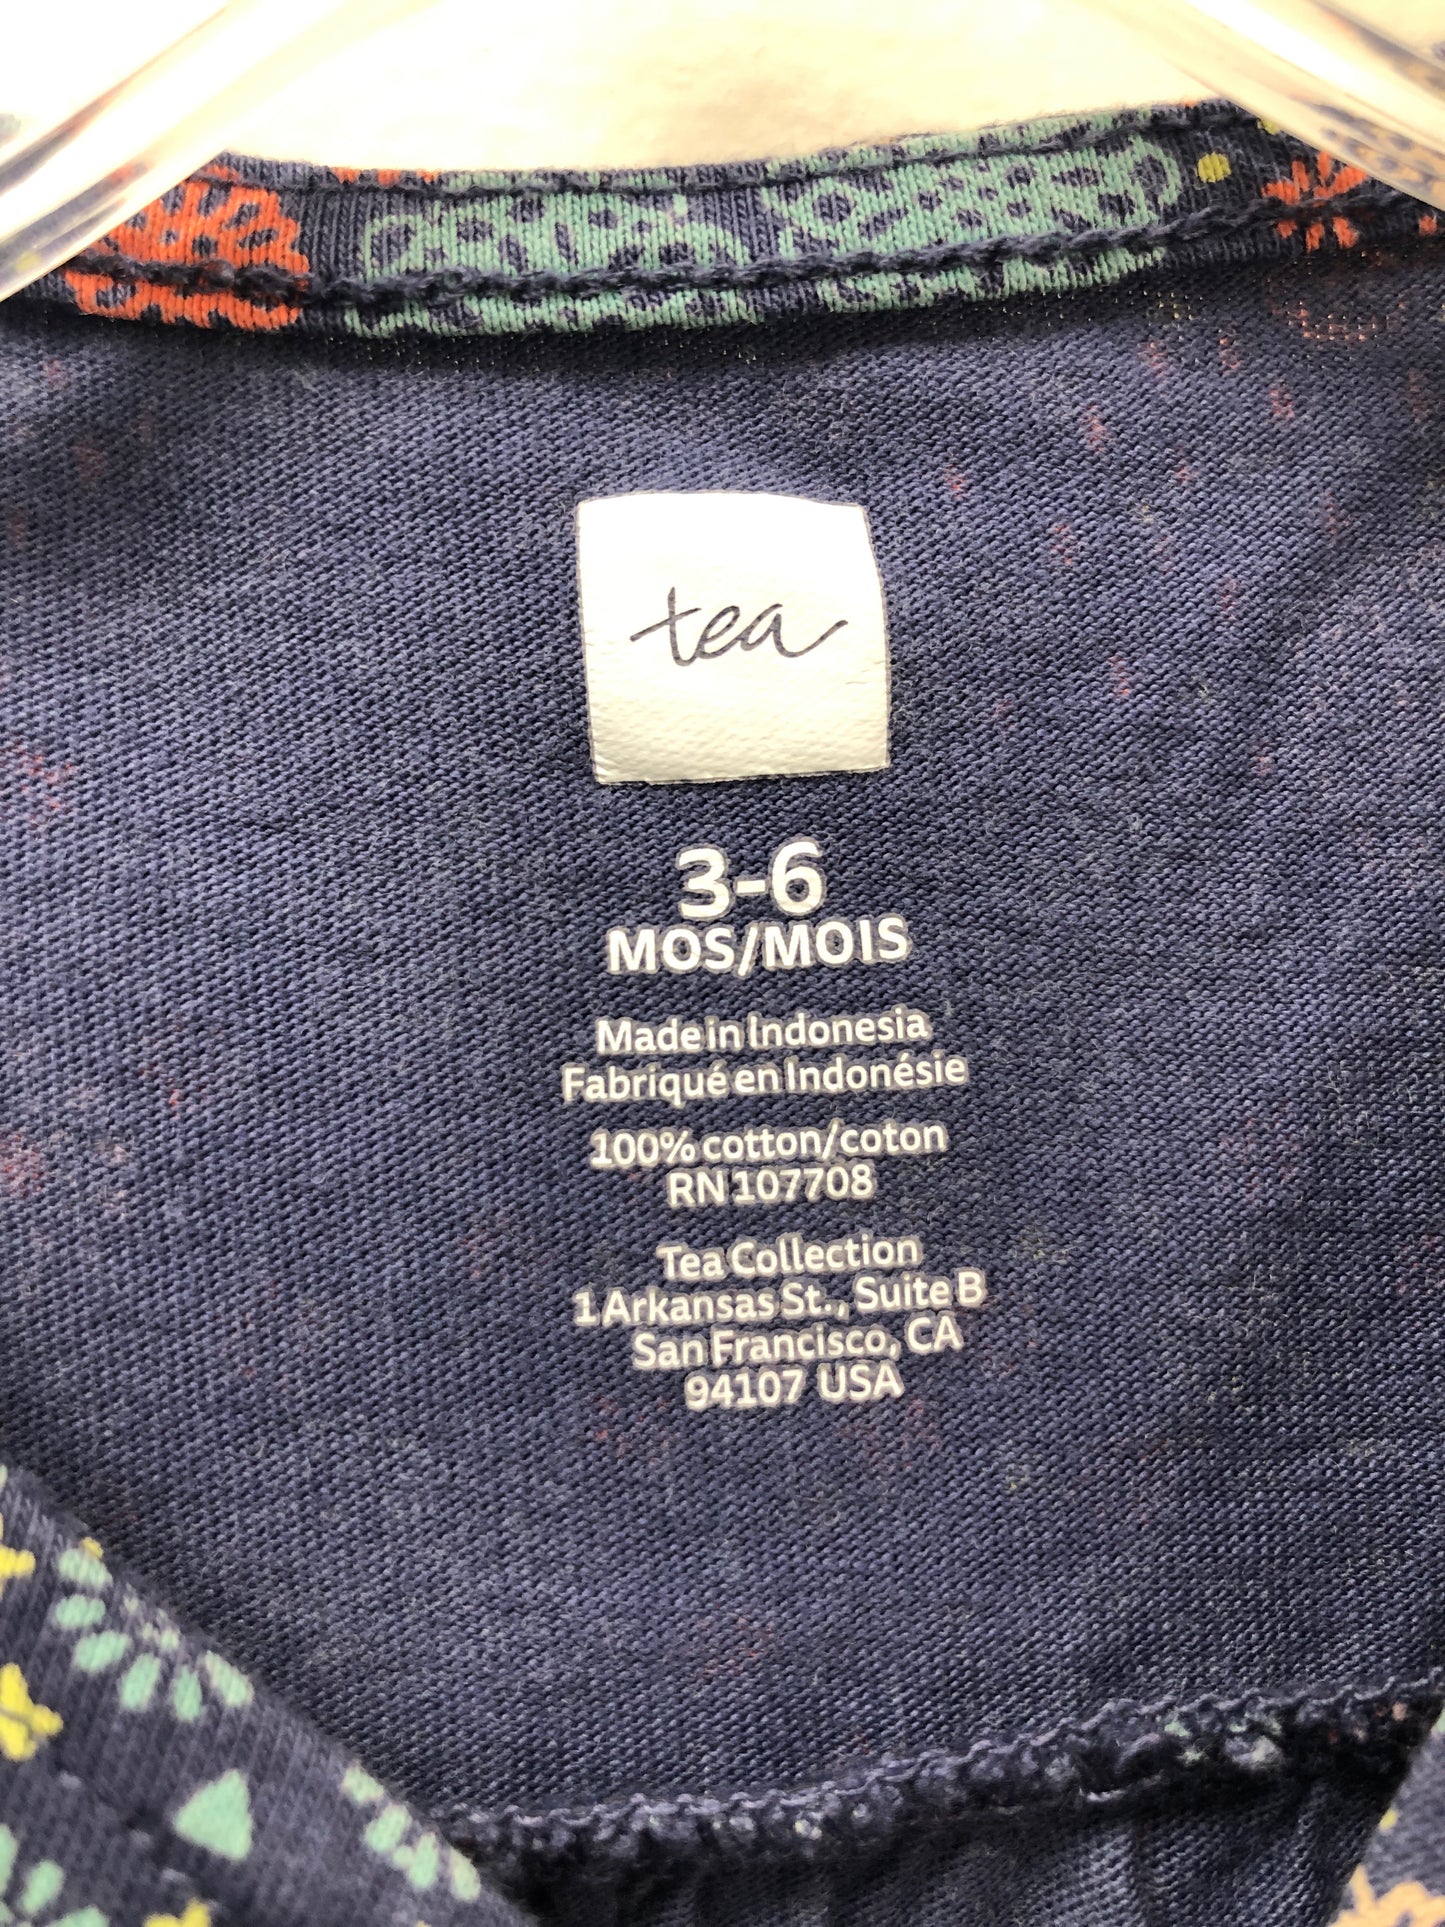 tea
3-6
MOS/MOIS
Made in Indonesia
Fabriqué en Indonésie
100% cotton/coton
RN 107708
Tea Collection
1 Arkansas St., Suite B
San Francisco, CA
94107 USA